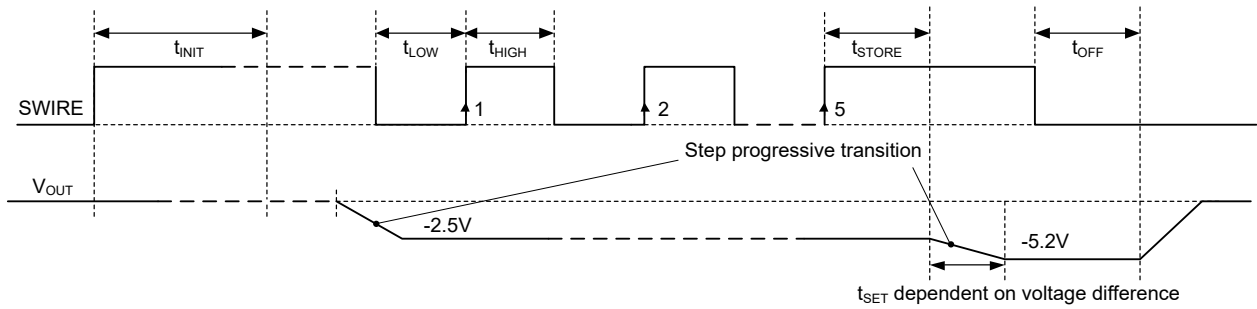 tINIT
tLOW
tHIGH
tSTORE
tOFF
SWIRE
1
2
5
Step progressive transition
VOUT
-2.5V
-5.2V
tSET dependent on voltage difference